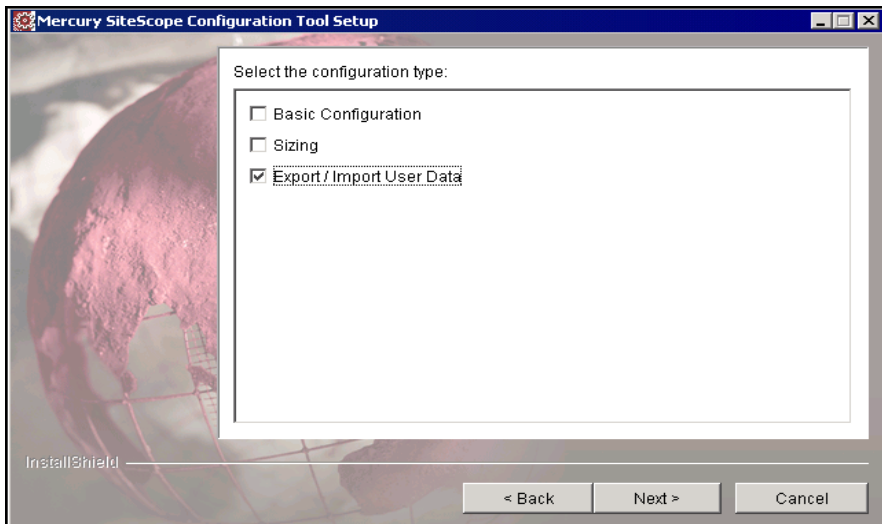 Mercury SiteScope Configuration Tool Setup
Select the configuration type:
Basic Configuration
Sizing
Export / Import User Data
InstallShield
< Back
Next >
Cancel